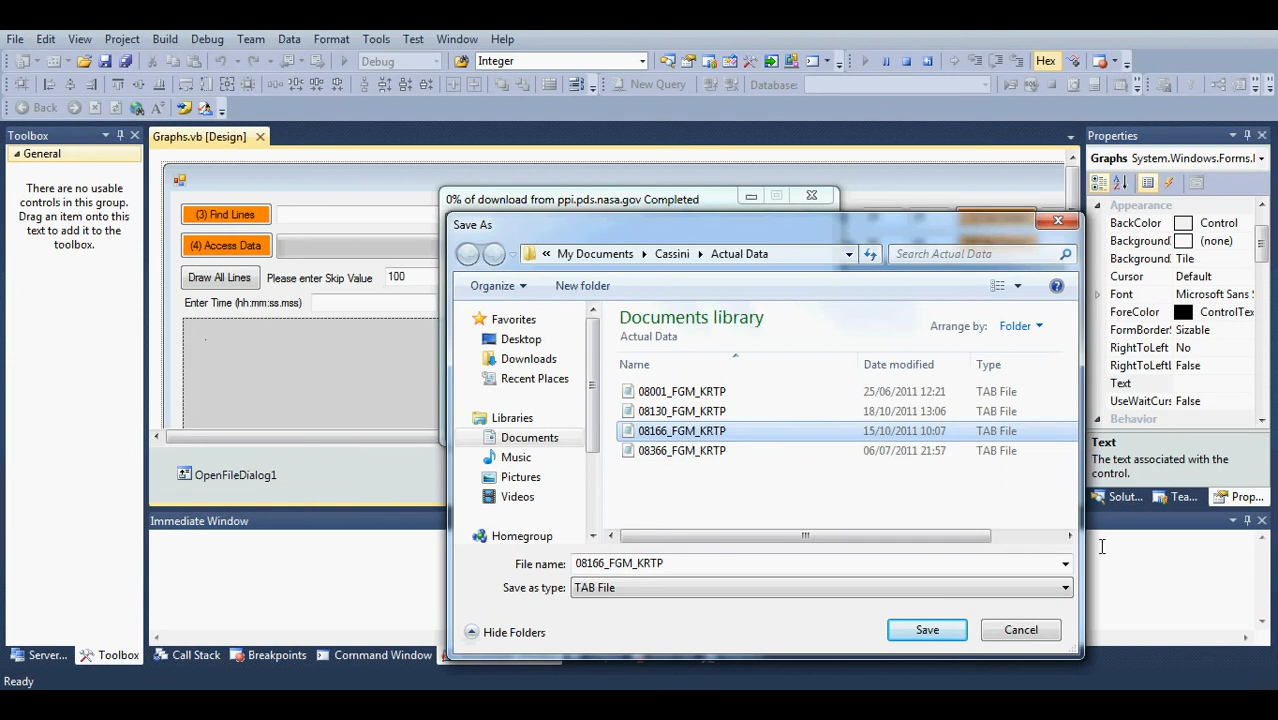 File Edit View Project Build Debug Team Data Format Tools Test Window Help
Debug Integer Hex
New Query Database:
Back
Toolbox
General
There are no usable
controls in this group.
Drag an item onto this
text to add it to the
toolbox.
Graphs.vb [Design]
(3) Find Lines
(4) Access Data
Draw All Lines Please enter Skip Value 100
Enter Time (hh:mm:ss.mss)
OpenFileDialog1
Immediate Window
0% of download from ppi.pds.nasa.gov Completed
Save As
« My Documents Cassini Actual Data Search Actual Data
Organize New folder
Favorites
Desktop
Downloads
Recent Places
Libraries
Documents
Music
Pictures
Videos
Homegroup
Documents library
Actual Data
Arrange by: Folder
Name Date modified Type
08001_FGM_KRTP 25/06/2011 12:21 TAB File
08130_FGM_KRTP 18/10/2011 13:06 TAB File
08166_FGM_KRTP 15/10/2011 10:07 TAB File
08366_FGM_KRTP 06/07/2011 21:57 TAB File
File name: 08166_FGM_KRTP
Save as type: TAB File
Hide Folders Save Cancel
Properties
Graphs System.Windows.Forms.
Appearance
BackColor Control
Background (none)
Background Tile
Cursor Default
Font Microsoft Sans
ForeColor ControlTex
FormBorder Sizable
RightToLeft No
RightToLeft False
Text
UseWaitCur False
Behavior
Text
The text associated with the
control.
Solut... Tea... Prop...
Server... Toolbox Call Stack Breakpoints Command Window
Ready